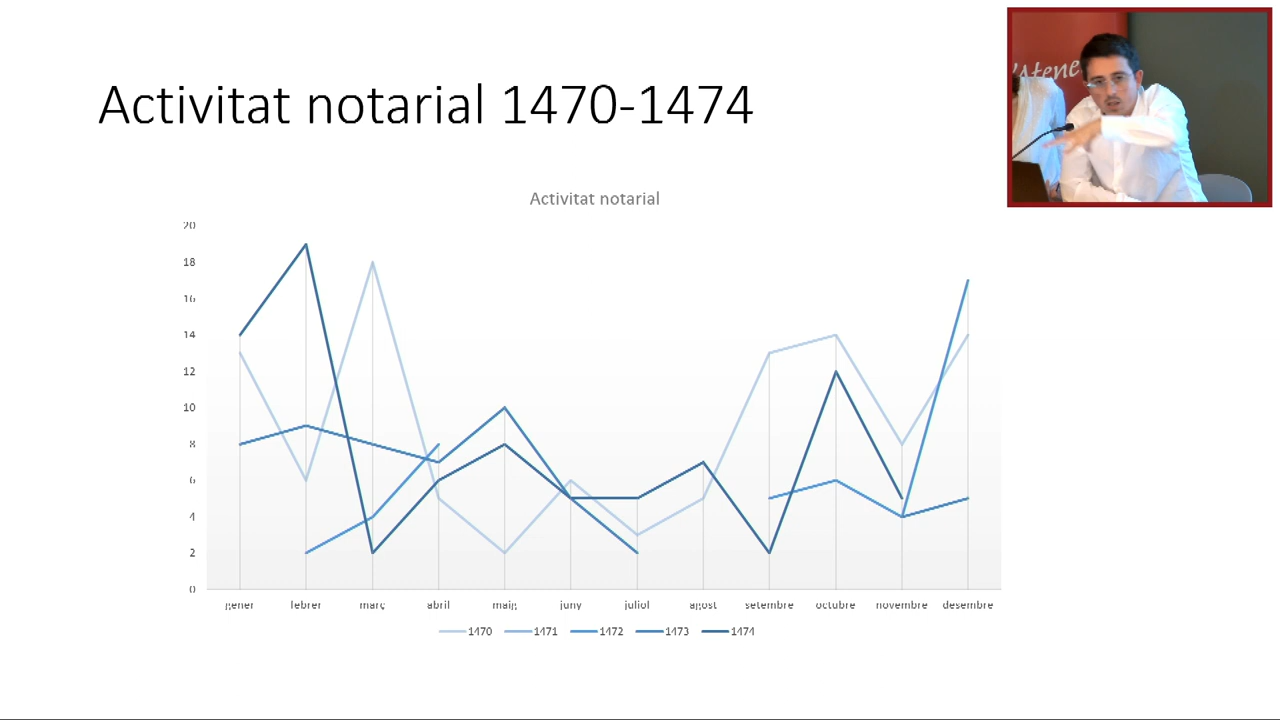 Activitat notarial 1470-1474
l'Atene
Activitat notarial
20
18
16
14
12
10
8
6
4
2
0
gener febrer març abril maig juny juliol agost setembre octubre novembre desembre
1470 1471 1472 1473 1474